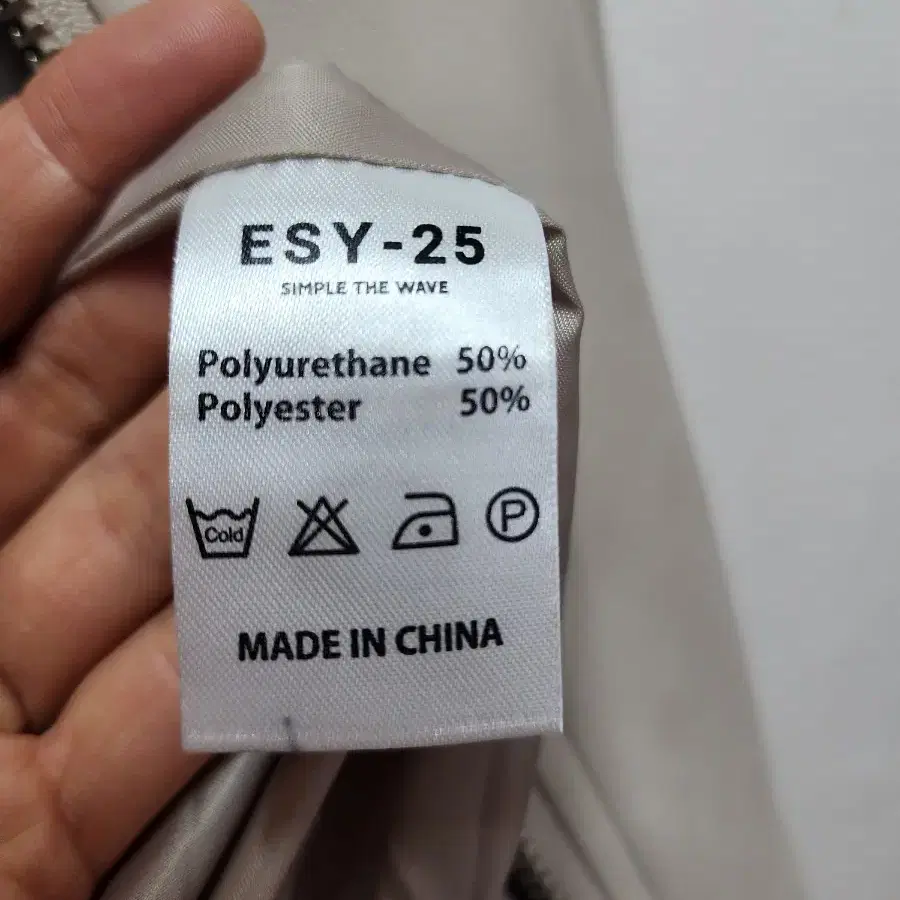 ESY-25
SIMPLE THE WAVE
Polyurethane 50%
Polyester 50%
Cold
P
MADE IN CHINA